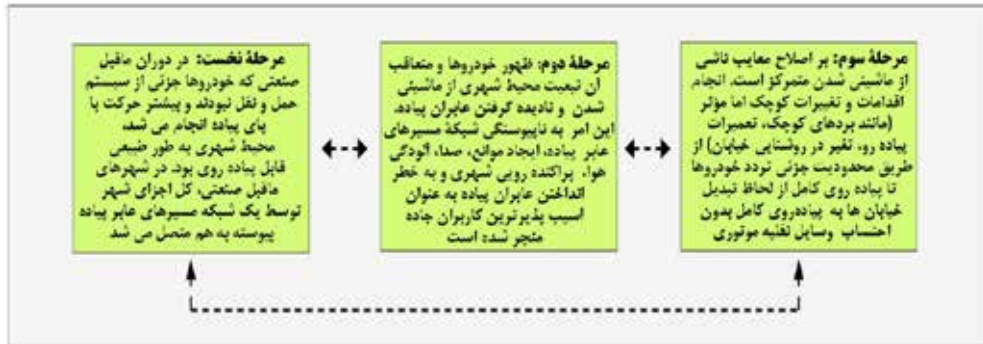 مرحلهٔ نخست: در دوران ماقبل
صنعتی که خودروها جزئی از سیستم
حمل و نقل نبودند و بیشتر حرکت با
پای پیاده انجام می شد،
محیط شهری به طور طبیعی
قابل پیاده روی بود. در شهرهای
ماقبل صنعتی، کل اجزای شهر
توسط یک شبکه مسیرهای عابر پیاده
پیوسته به هم متصل می شد
مرحلهٔ دوم: ظهور خودروها و متعاقب
آن تبعیت محیط شهری از ماشینی
شدن و نادیده گرفتن عابران پیاده،
این امر به ناپیوستگی شبکهٔ مسیرهای
عابر پیاده، ایجاد موانع، صدا، آلودگی
هوا، پراکنده رویی شهری و به خطر
انداختن عابران پیاده به عنوان
آسیب پذیرترین کاربران جاده
منجر شده است
مرحلهٔ سوم: بر اصلاح معایب ناشی
از ماشینی شدن متمرکز است. انجام
اقدامات و تغییرات کوچک اما مؤثر
(مانند بردهای کوچک، تعمیرات
پیاده رو، تغیر در روشنایی خیابان) از
طریق محدودیت جزئی تردد خودروها
تا پیاده روی کامل از لحاظ تبدیل
خیابان ها به پیاده‌روی کامل بدون
احتساب وسایل نقلیه موتوری